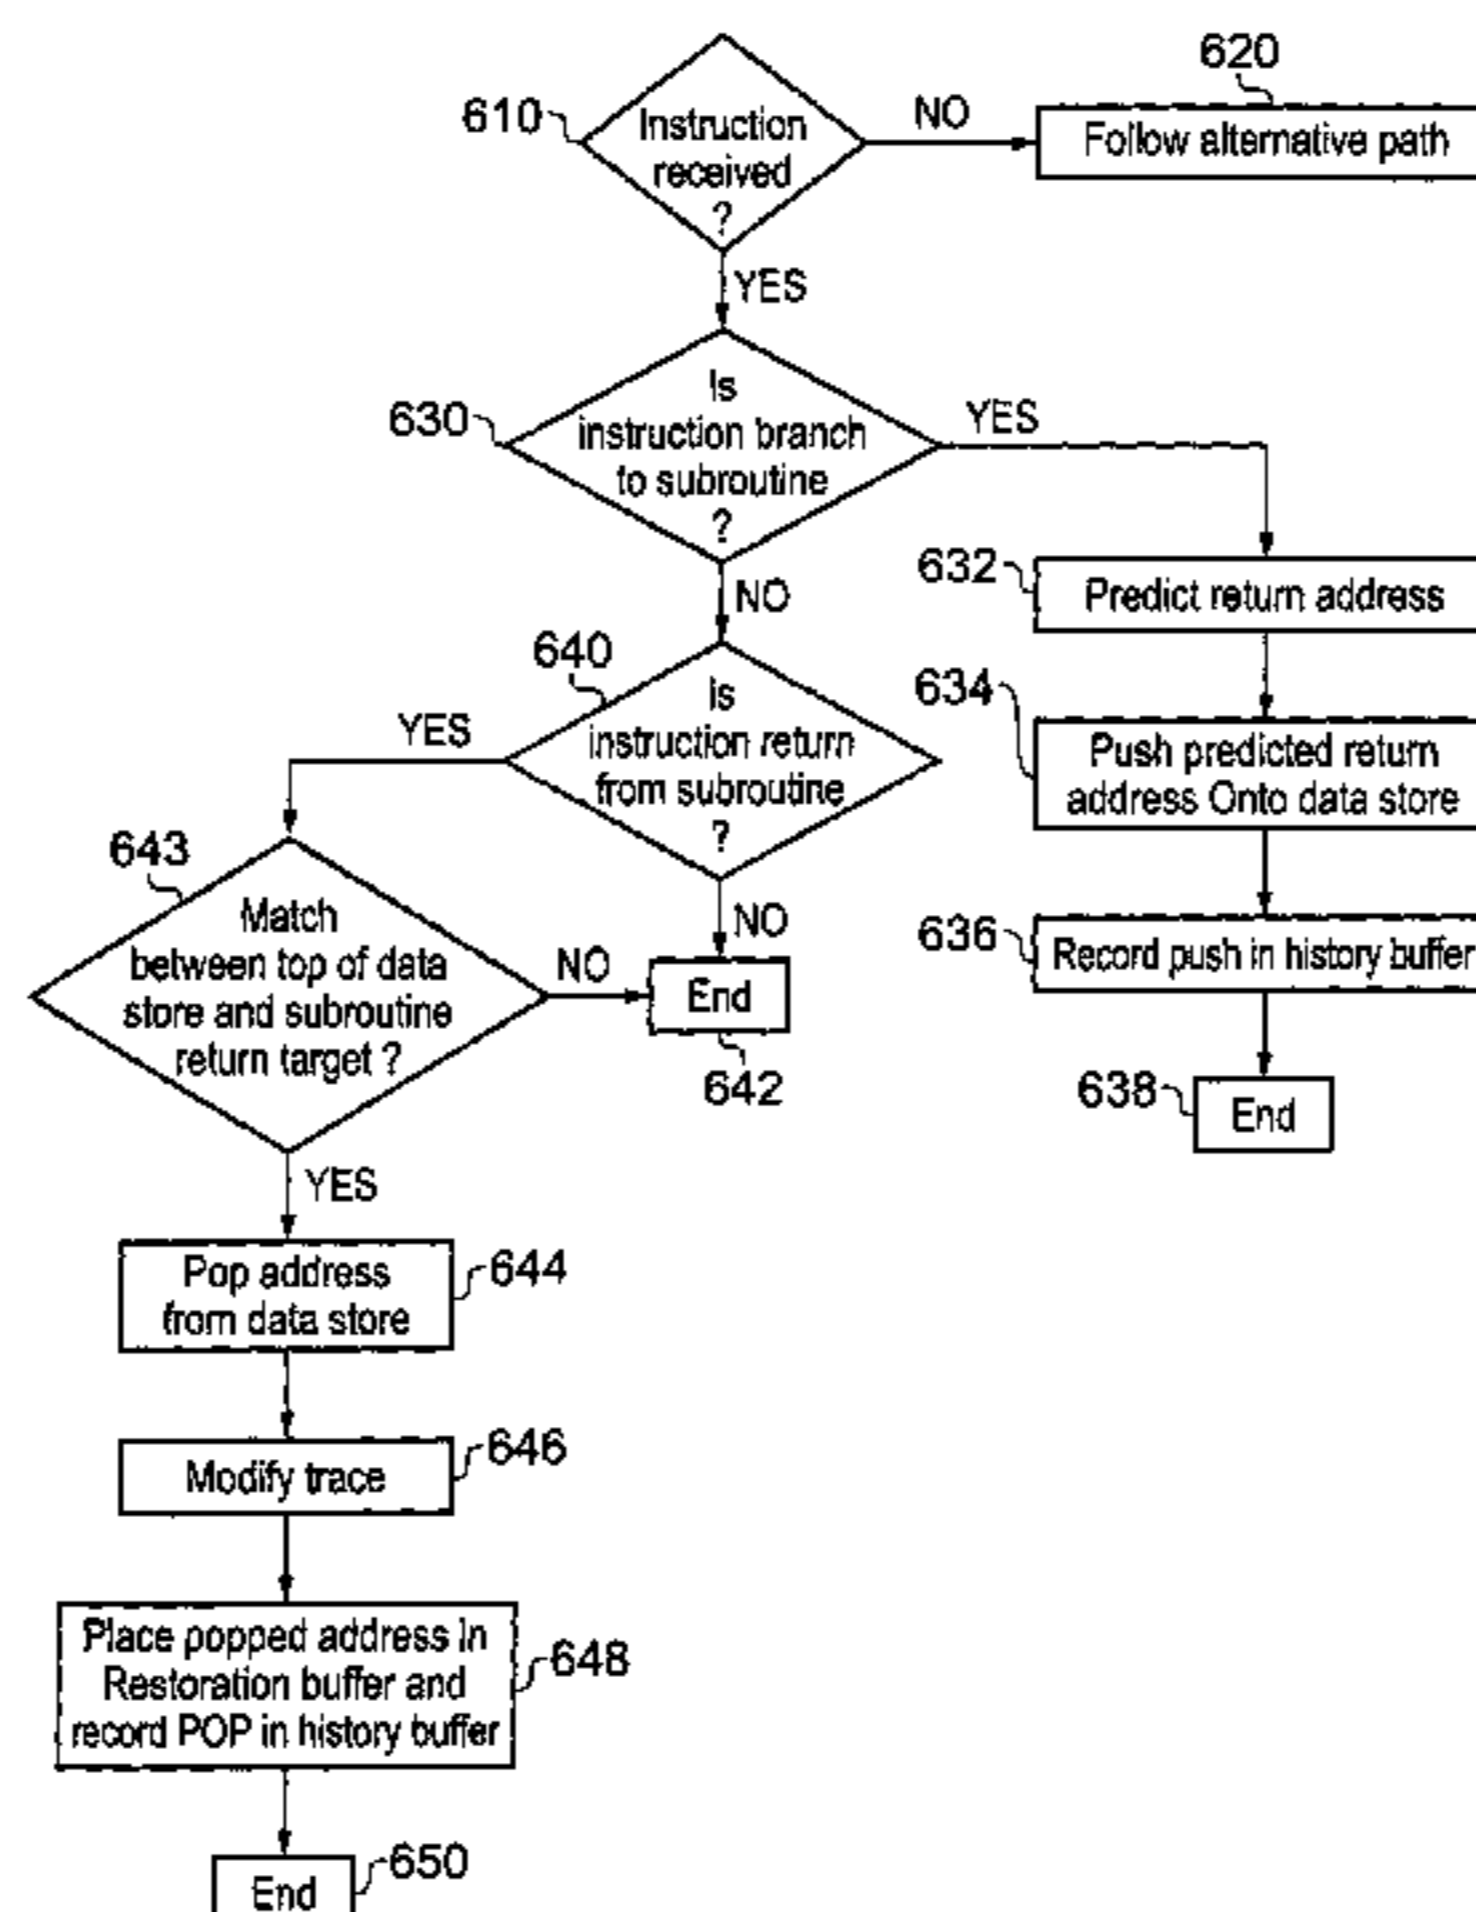 620
610
Instruction
received
?
NO
Follow alternative path
YES
630
Is
instruction branch
to subroutine
?
YES
632
Predict return address
NO
640
is
instruction return
from subroutine
?
634
Push predicted return
address Onto data store
YES
643
Match
between top of data
store and subroutine
return target ?
NO
NO
End
642
636
Record push in history buffer
638
End
YES
Pop address
from data store
644
Modify trace
646
Place popped address in
Restoration buffer and
record POP in history buffer
648
End
650